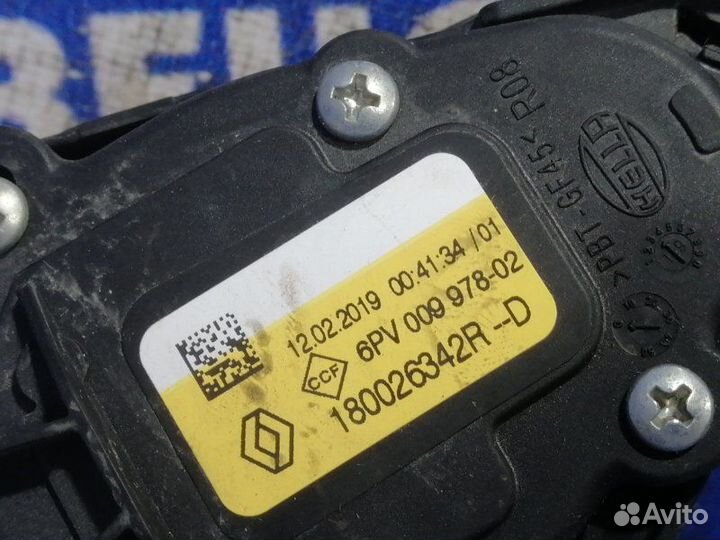 12.02.2019 00:41:34 /01
6PV 009 978-02
CCF
180026342R --D
HELLA
>PBT-GF45< R08
Avito